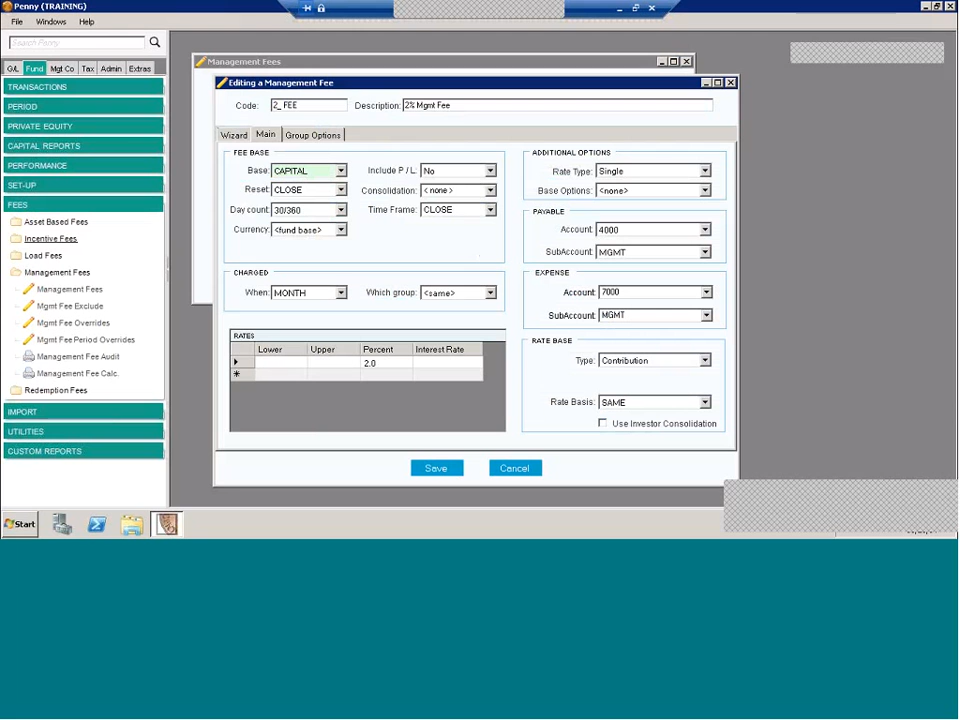 Penny (TRAINING)
File Windows Help
Search Penny
G/L Fund Mgt Co Tax Admin Extras
TRANSACTIONS
PERIOD
PRIVATE EQUITY
CAPITAL REPORTS
PERFORMANCE
SET-UP
FEES
Asset Based Fees
Incentive Fees
Load Fees
Management Fees
Management Fees
Mgmt Fee Exclude
Mgmt Fee Overrides
Mgmt Fee Period Overrides
Management Fee Audit
Management Fee Calc.
Redemption Fees
IMPORT
UTILITIES
CUSTOM REPORTS
Management Fees
Editing a Management Fee
Code: 2_ FEE Description: 2% Mgmt Fee
Wizard Main Group Options
FEE BASE
Base: CAPITAL Include P / L: No
Reset: CLOSE Consolidation: < none >
Day count: 30/360 Time Frame: CLOSE
Currency: <fund base>
CHARGED
When: MONTH Which group: <same>
RATES
Lower Upper Percent Interest Rate
2.0
ADDITIONAL OPTIONS
Rate Type: Single
Base Options: <none>
PAYABLE
Account: 4000
SubAccount: MGMT
EXPENSE
Account: 7000
SubAccount: MGMT
RATE BASE
Type: Contribution
Rate Basis: SAME
Use Investor Consolidation
Save Cancel
Start